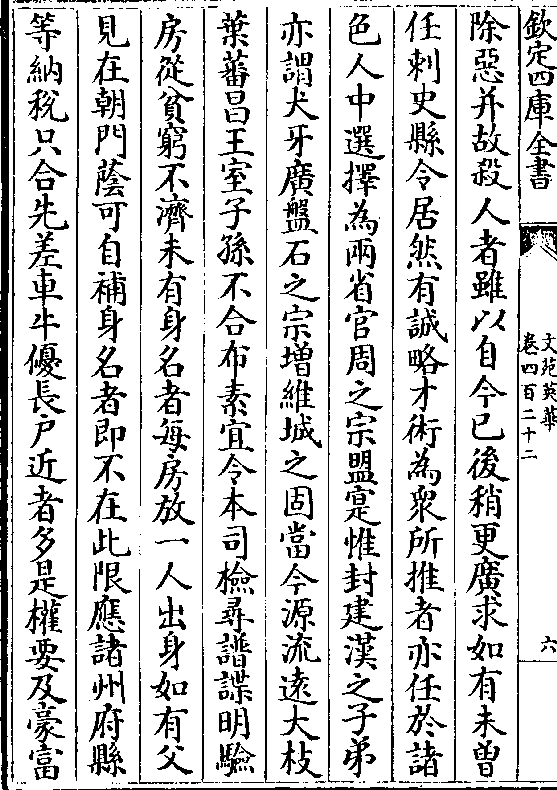 欽定四庫全書
文苑英華
卷四百二十二
六
除惡并故殺人者雖以自今已後稍更廣求如有未曽
任刺史縣令居然有誠略才術為衆所推者亦任於諸
色人中選擇為兩省官周之宗盟寔惟封建漢之子弟
亦謂犬牙廣盤石之宗増維城之固當今源流逺大枝
葉蕃昌王室子孫不合布素宜令本司檢尋譜諜明驗
房從貧窮不濟未有身名者每房放一人出身如有父
見在朝門蔭可自補身名者即不在此限應諸州府縣
等納税只合先差車牛優長户近者多是權要及豪富